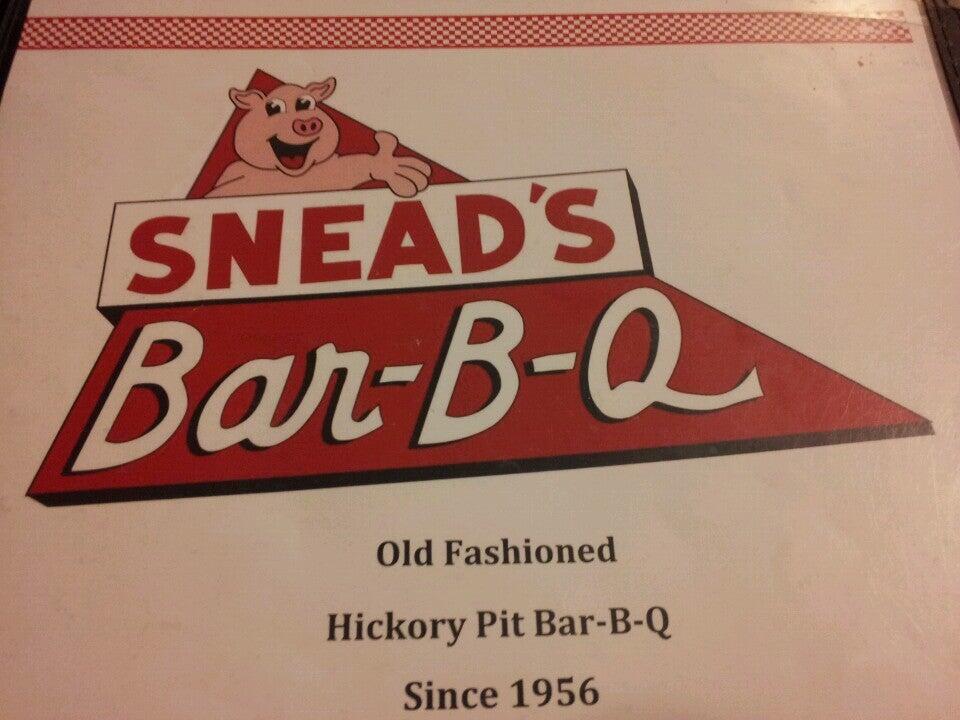 SNEAD'S
Bar-B-Q
Old Fashioned
Hickory Pit Bar-B-Q
Since 1956